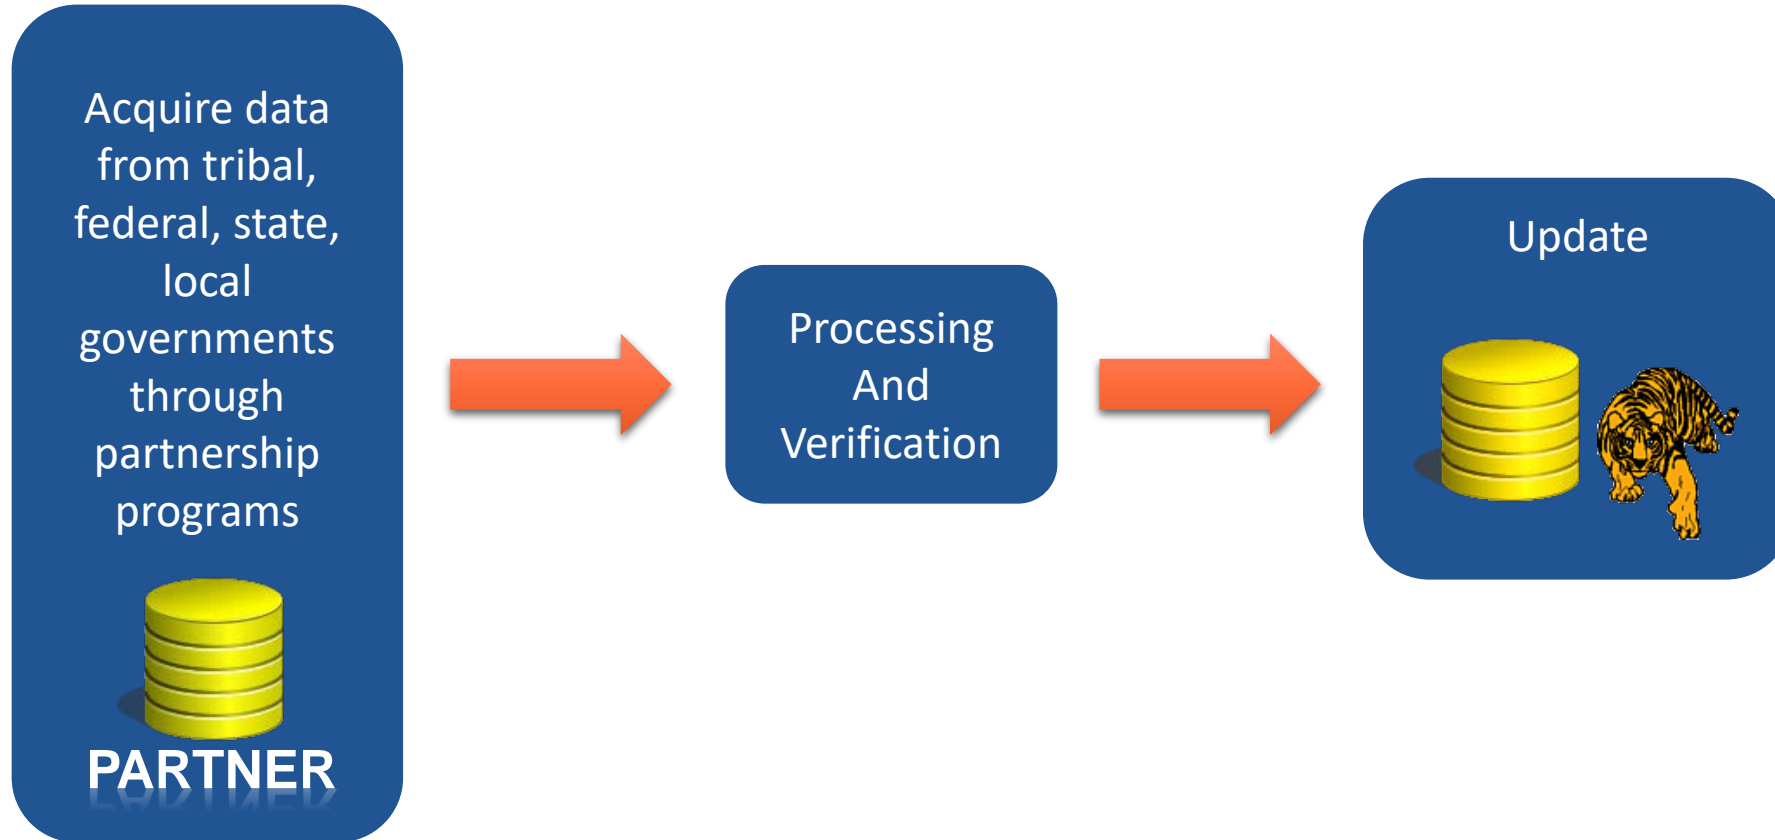 Acquire data
from tribal,
federal, state,
local
governments
through
partnership
programs
PARTNER
Processing
And
Verification
Update